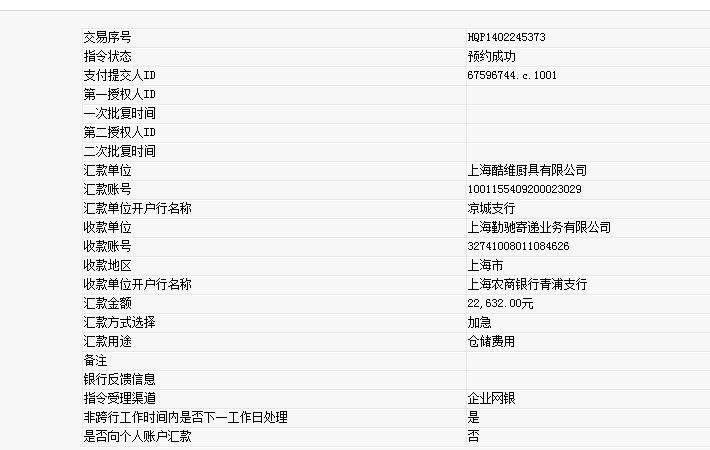 交易序号 HQP1402245373
指令状态 预约成功
支付提交人ID 67596744.c.1001
第一授权人ID
一次批复时间
第二授权人ID
二次批复时间
汇款单位 上海酷维厨具有限公司
汇款账号 1001155409200023029
汇款单位开户行名称 凉城支行
收款单位 上海勤驰寄递业务有限公司
收款账号 32741008011084626
收款地区 上海市
收款单位开户行名称 上海农商银行青浦支行
汇款金额 22,632.00元
汇款方式选择 加急
汇款用途 仓储费用
备注
银行反馈信息
指令受理渠道 企业网银
非跨行工作时间内是否下一工作日处理 是
是否向个人账户汇款 否